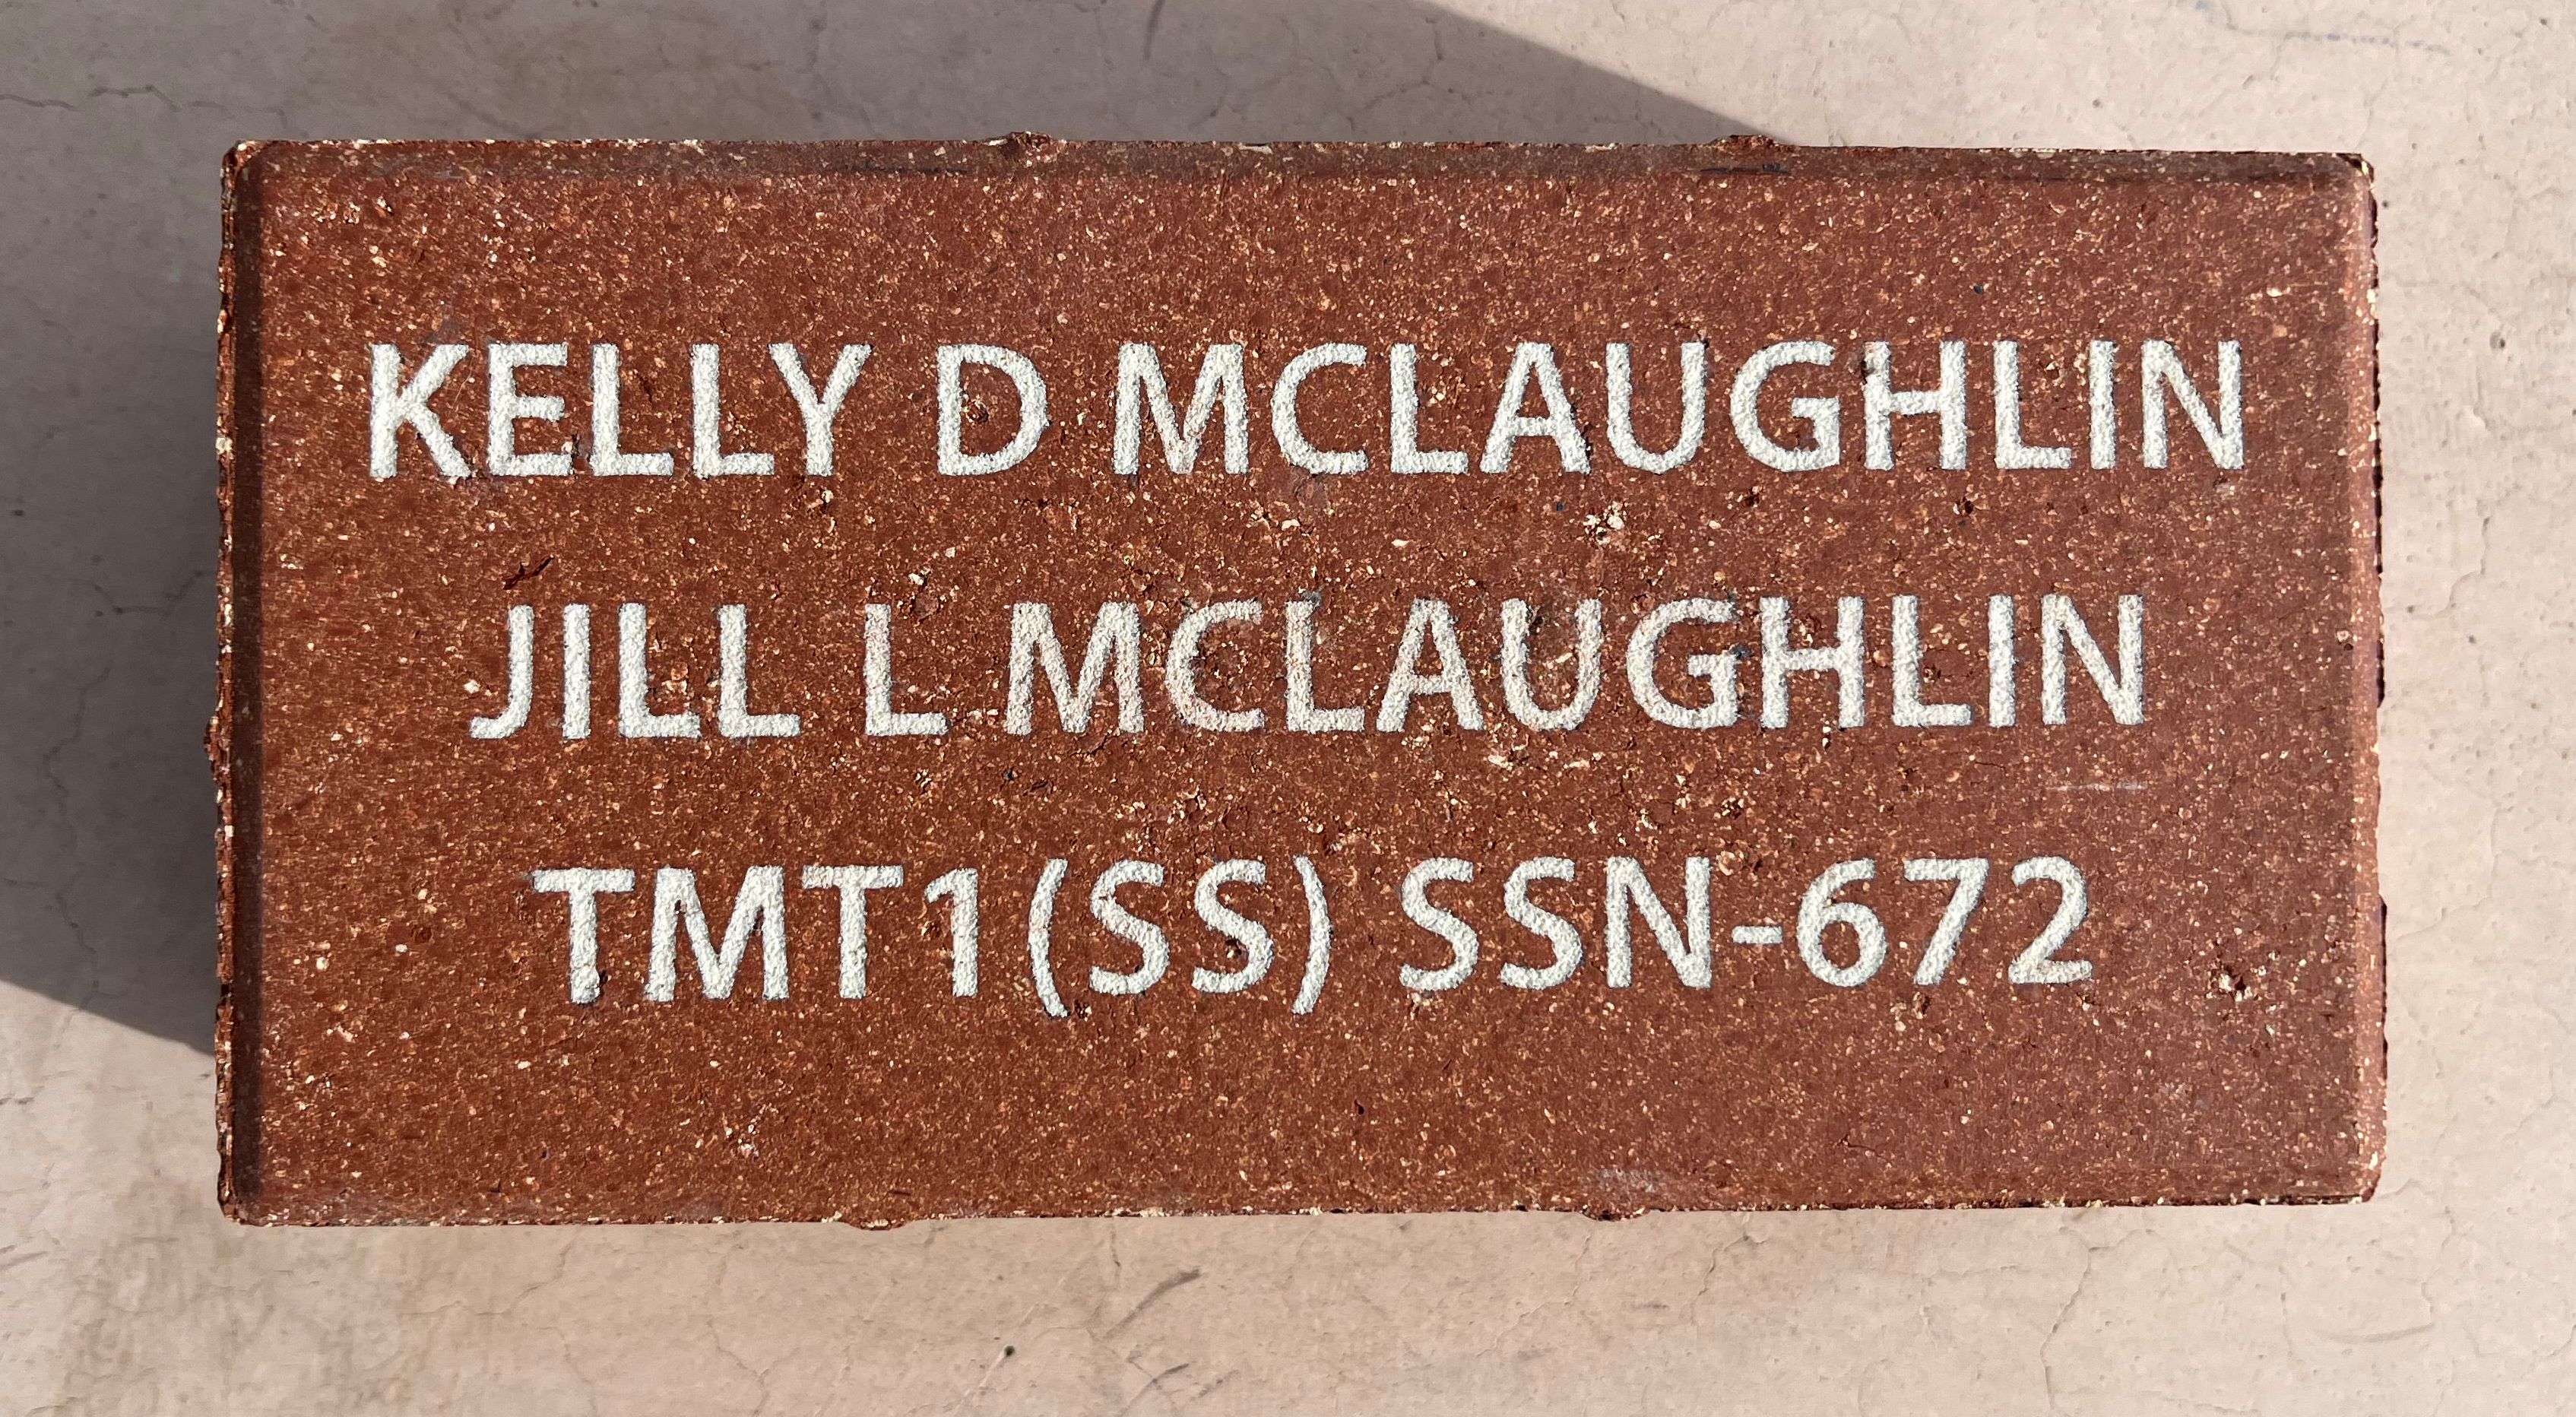 KELLY D MCLAUGHLIN
JILL L MCLAUGHLIN
TMT1(SS) SSN-672